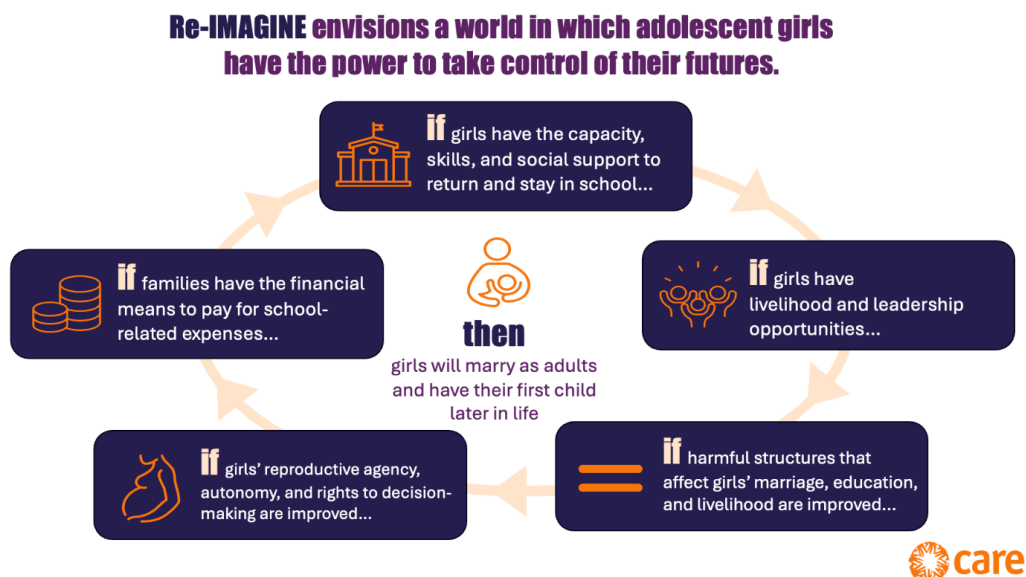 Re-IMAGINE envisions a world in which adolescent girls
have the power to take control of their futures.
if girls have the capacity,
skills, and social support to
return and stay in school...
if girls have
livelihood and leadership
opportunities...
if harmful structures that
affect girls' marriage, education,
and livelihood are improved...
if girls' reproductive agency,
autonomy, and rights to decision-
making are improved...
if families have the financial
means to pay for school-
related expenses...
then
girls will marry as adults
and have their first child
later in life
care